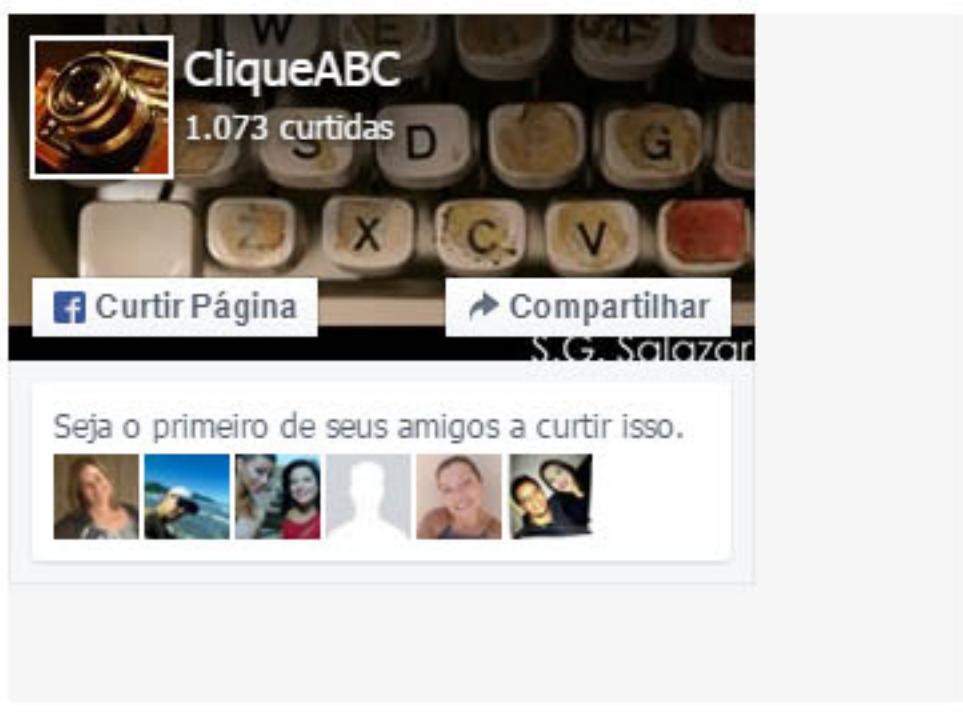 W E
CliqueABC
1.073 curtidas
S D G
Z X C V
Curtir Página
Compartilhar
S.G. Salazar
Seja o primeiro de seus amigos a curtir isso.